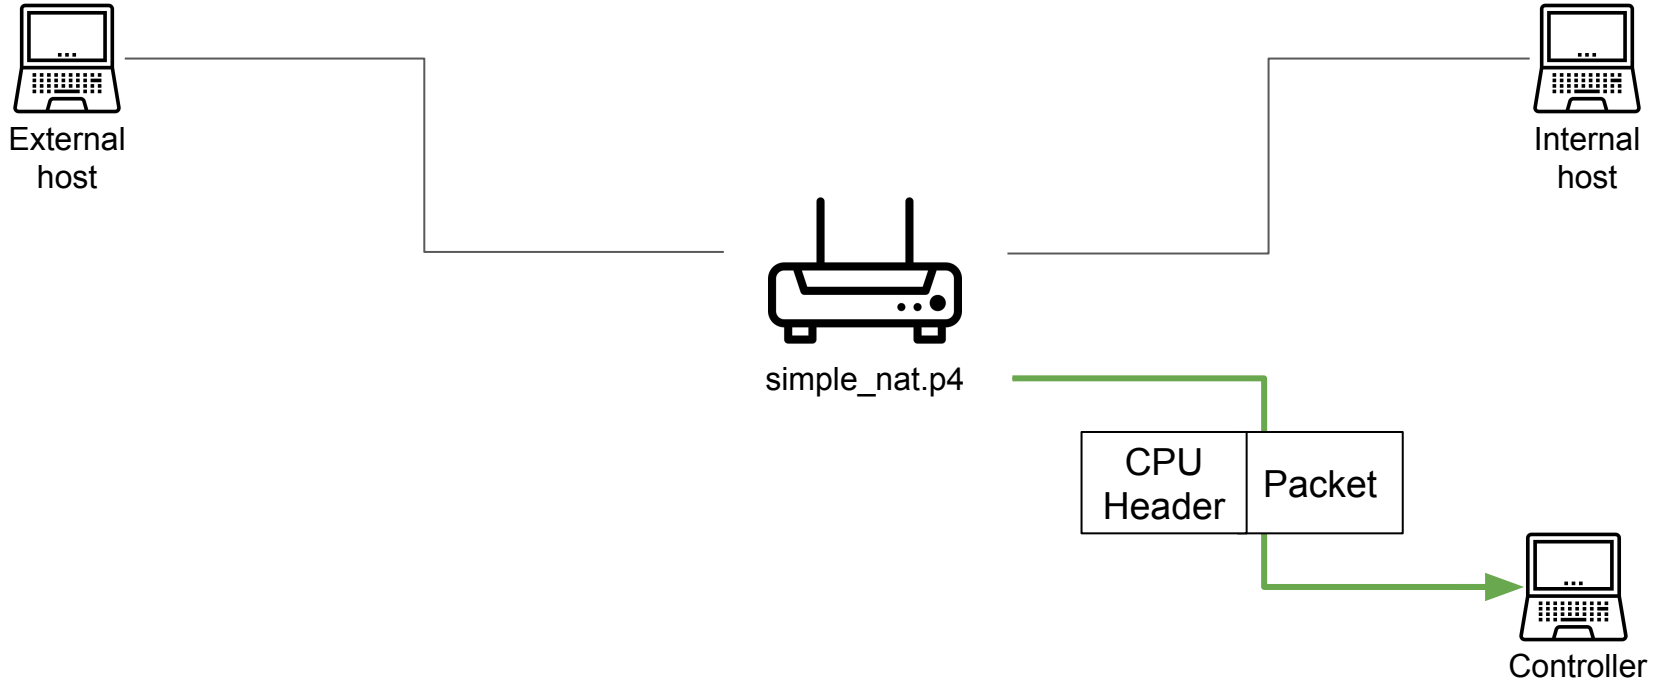 External
host
Internal
host
simple_nat.p4
CPU
Header
Packet
Controller